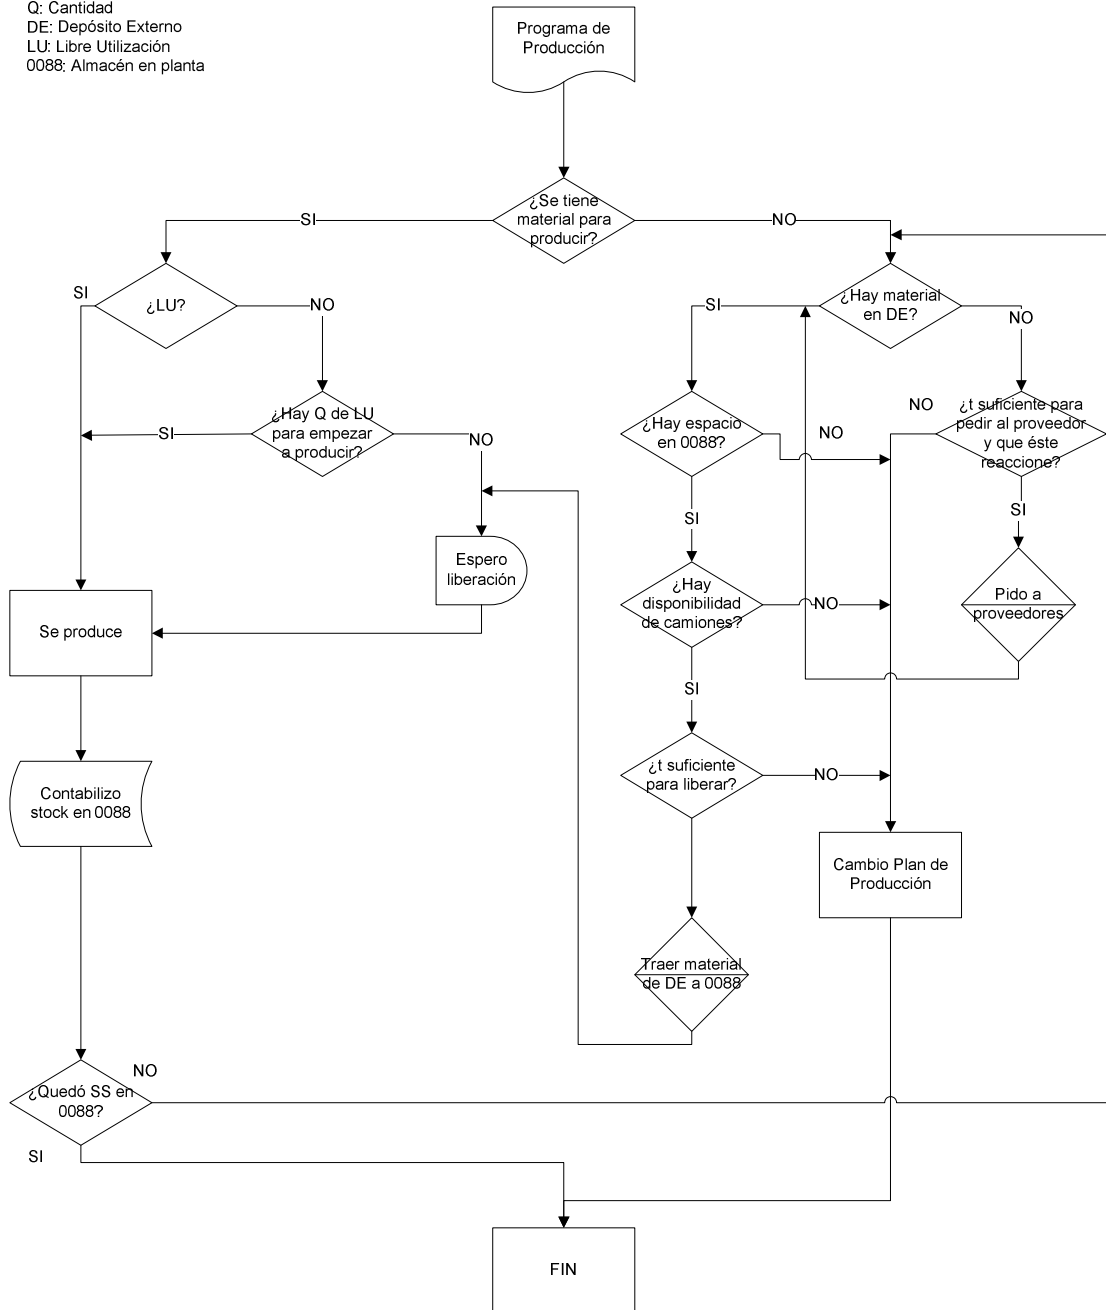 Q: Cantidad
DE: Depósito Externo
LU: Libre Utilización
0088: Almacén en planta
Programa de
Producción
¿Se tiene
material para
producir?
SI
NO
¿LU?
SI
NO
¿Hay material
en DE?
SI
NO
¿Hay Q de LU
para empezar
a producir?
SI
NO
¿Hay espacio
en 0088?
NO
SI
¿t suficiente para
pedir al proveedor
y que éste
reaccione?
NO
SI
Espero
liberación
¿Hay
disponibilidad
de camiones?
NO
SI
Pido a
proveedores
Se produce
¿t suficiente
para liberar?
NO
Contabilizo
stock en 0088
Cambio Plan de
Producción
Traer material
de DE a 0088
¿Quedó SS en
0088?
NO
SI
FIN